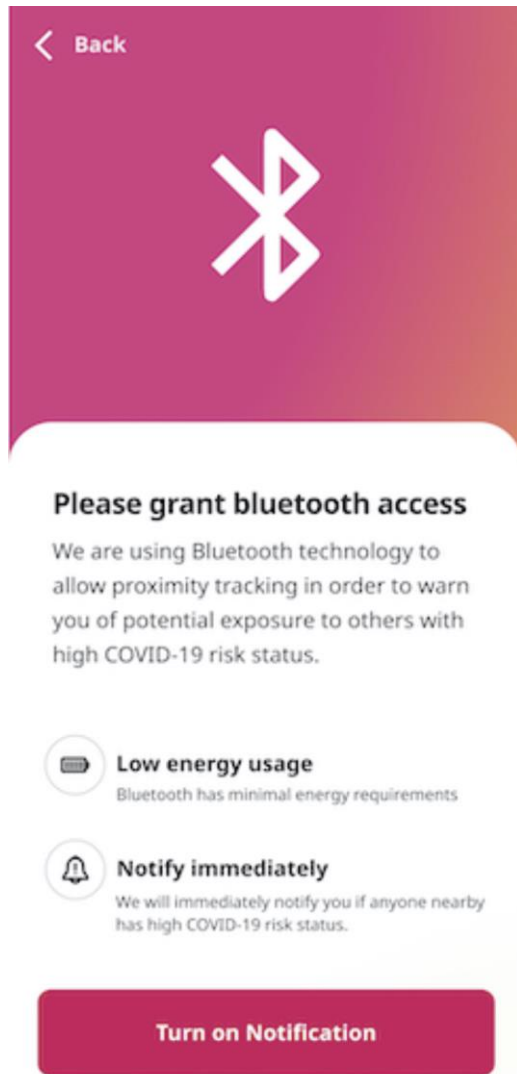 Back
Please grant bluetooth access
We are using Bluetooth technology to
allow proximity tracking in order to warn
you of potential exposure to others with
high COVID-19 risk status.
Low energy usage
Bluetooth has minimal energy requirements
Notify immediately
We will immediately notify you if anyone nearby
has high COVID-19 risk status.
Turn on Notification